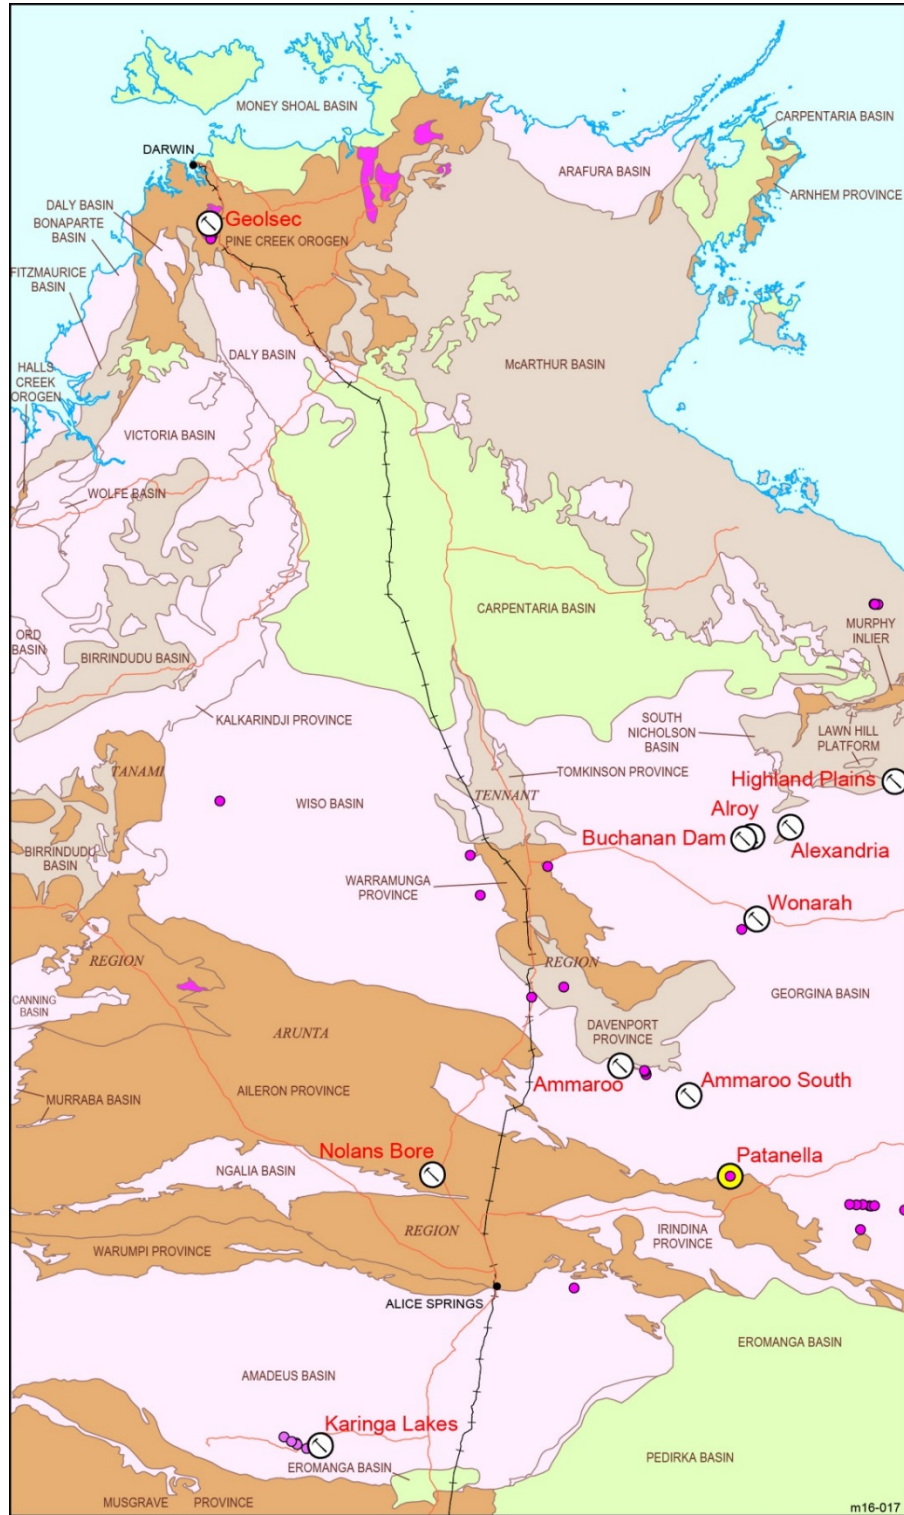 MONEY SHOAL BASIN
CARPENTARIA BASIN
DARWIN
ARAFURA BASIN
ARNHEM PROVINCE
DALY BASIN
BONAPARTE
BASIN
Geolsec
PINE CREEK OROGEN
FITZMAURICE
BASIN
DALY BASIN
McARTHUR BASIN
HALLS
CREEK
OROGEN
VICTORIA BASIN
WOLFE BASIN
CARPENTARIA BASIN
MURPHY
INLIER
ORD
BASIN
BIRRINDUDU BASIN
KALKARINDJI PROVINCE
SOUTH
NICHOLSON
BASIN
LAWN HILL
PLATFORM
TANAMI
TOMKINSON PROVINCE
Highland Plains
WISO BASIN
TENNANT
Alroy
Buchanan Dam
Alexandria
BIRRINDUDU
BASIN
WARRAMUNGA
PROVINCE
Wonarah
REGION
REGION
GEORGINA BASIN
CANNING
BASIN
ARUNTA
DAVENPORT
PROVINCE
Ammaroo
Ammaroo South
AILERON PROVINCE
MURRABA BASIN
Nolans Bore
Patanella
NGALIA BASIN
REGION
IRINDINA
PROVINCE
WARUMPI PROVINCE
ALICE SPRINGS
EROMANGA BASIN
AMADEUS BASIN
Karinga Lakes
EROMANGA BASIN
PEDIRKA BASIN
MUSGRAVE PROVINCE
m16-017